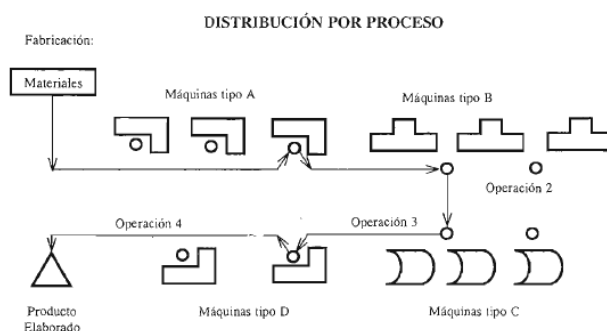 DISTRIBUCIÓN POR PROCESO
Fabricación:
Materiales
Máquinas tipo A
Máquinas tipo B
Operación 2
Operación 4
Operación 3
Producto
Elaborado
Máquinas tipo D
Máquinas tipo C